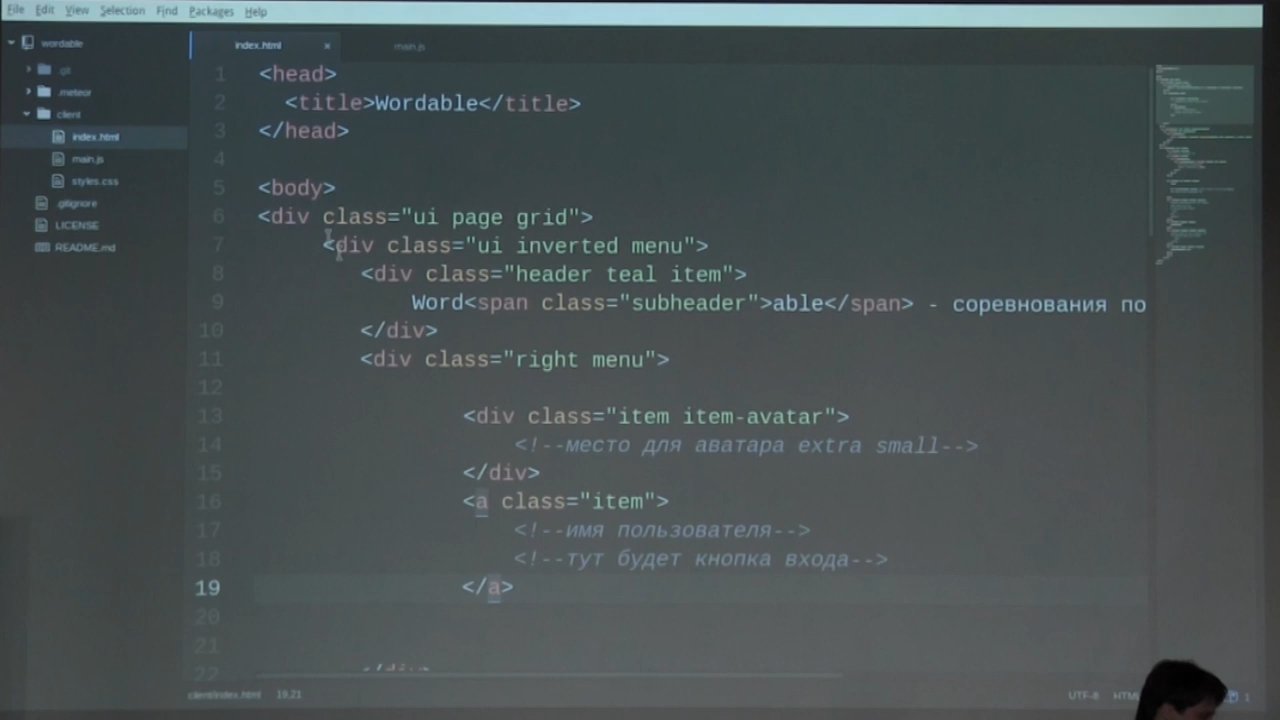 File Edit View Selection Find Packages Help
wordable
.git
.meteor
client
index.html
main.js
styles.css
.gitignore
LICENSE
README.md
index.html × main.js
1 <head>
2 <title>Wordable</title>
3 </head>
4
5 <body>
6 <div class="ui page grid">
7 <div class="ui inverted menu">
8 <div class="header teal item">
9 Word<span class="subheader">able</span> - соревнования по
10 </div>
11 <div class="right menu">
12
13 <div class="item item-avatar">
14 <!--место для аватара extra small-->
15 </div>
16 <a class="item">
17 <!--имя пользователя-->
18 <!--тут будет кнопка входа-->
19 </a>
20
21
22 </div>
client/index.html 19,21 UTF-8 HTML 1